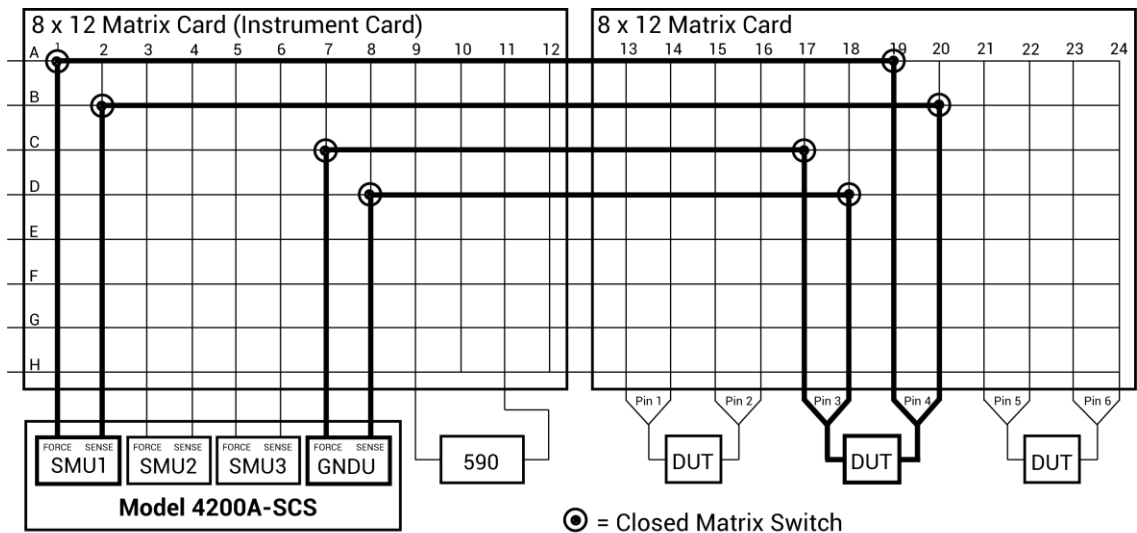 8 x 12 Matrix Card (Instrument Card)
8 x 12 Matrix Card
1 2 3 4 5 6 7 8 9 10 11 12
13 14 15 16 17 18 19 20 21 22 23 24
A
B
C
D
E
F
G
H
Pin 1 Pin 2 Pin 3 Pin 4 Pin 5 Pin 6
FORCE SENSE FORCE SENSE FORCE SENSE FORCE SENSE
SMU1 SMU2 SMU3 GNDU 590 DUT DUT DUT
Model 4200A-SCS
= Closed Matrix Switch